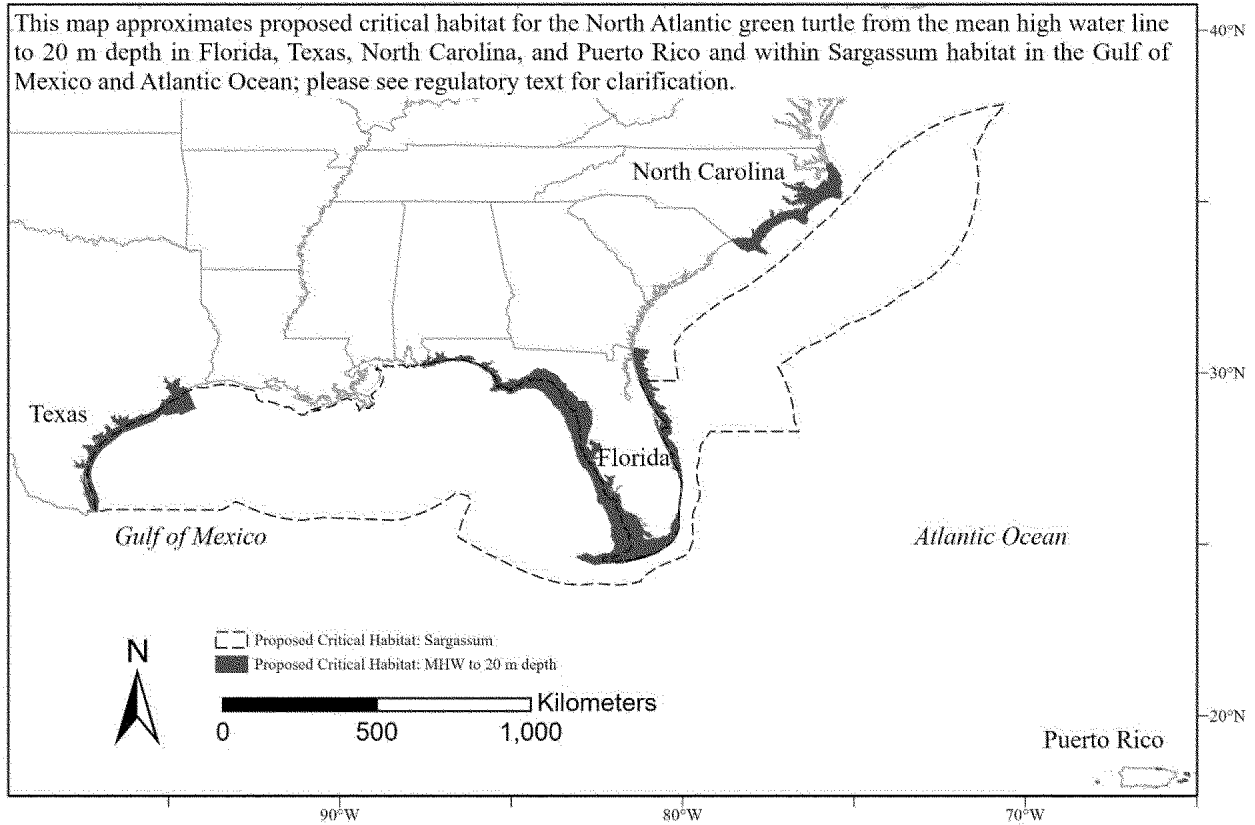 This map approximates proposed critical habitat for the North Atlantic green turtle from the mean high water line
to 20 m depth in Florida, Texas, North Carolina, and Puerto Rico and within Sargassum habitat in the Gulf of
Mexico and Atlantic Ocean; please see regulatory text for clarification.
40°N
North Carolina
30°N
Texas
Florida
Gulf of Mexico
Atlantic Ocean
N
Proposed Critical Habitat: Sargassum
Proposed Critical Habitat: MHW to 20 m depth
Kilometers
0 500 1,000
20°N
Puerto Rico
90°W 80°W 70°W